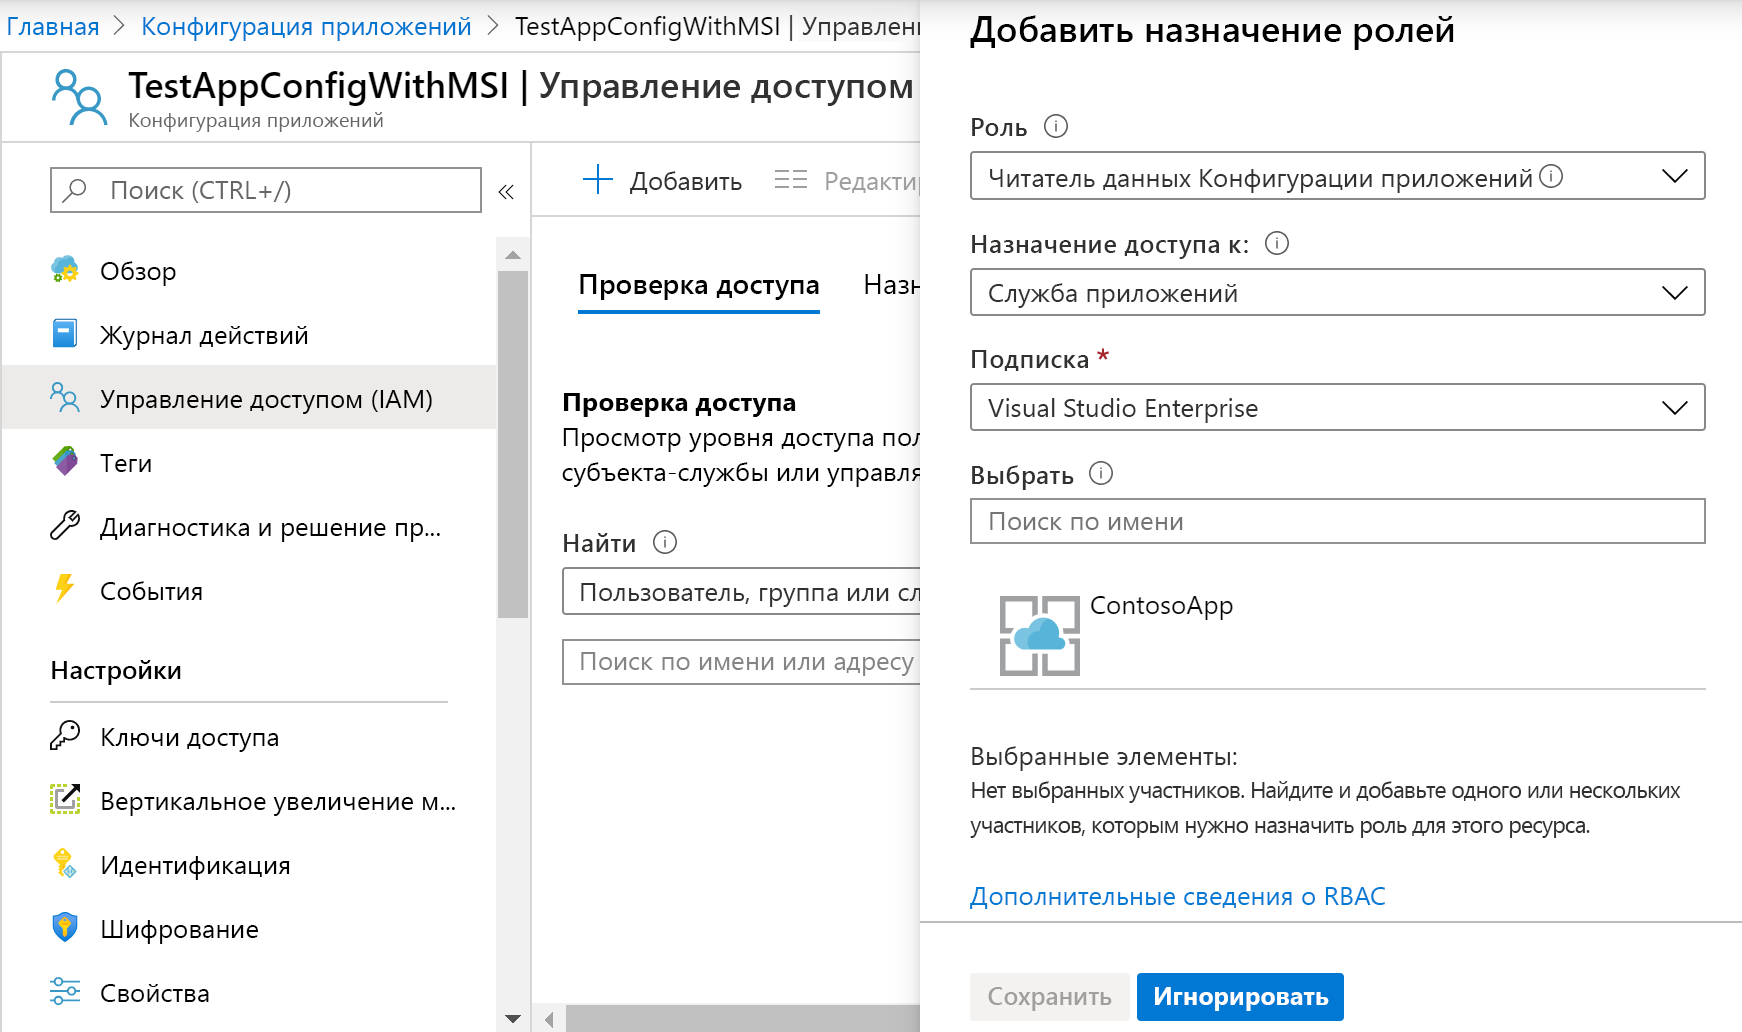 Главная > Конфигурация приложений > TestAppConfigWithMSI | Управлен
TestAppConfigWithMSI | Управление доступом
Конфигурация приложений
Поиск (CTRL+/)
«
Обзор
Журнал действий
Управление доступом (IAM)
Теги
Диагностика и решение пр...
События
Настройки
Ключи доступа
Вертикальное увеличение м...
Идентификация
Шифрование
Свойства
Добавить Редакти
Проверка доступа Назн
Проверка доступа
Просмотр уровня доступа пол
субъекта-службы или управля
Найти
Пользователь, группа или сл
Поиск по имени или адресу
Добавить назначение ролей
Роль
Читатель данных Конфигурации приложений
Назначение доступа к:
Служба приложений
Подписка *
Visual Studio Enterprise
Выбрать
Поиск по имени
ContosoApp
Выбранные элементы:
Нет выбранных участников. Найдите и добавьте одного или нескольких
участников, которым нужно назначить роль для этого ресурса.
Дополнительные сведения о RBAC
Сохранить Игнорировать